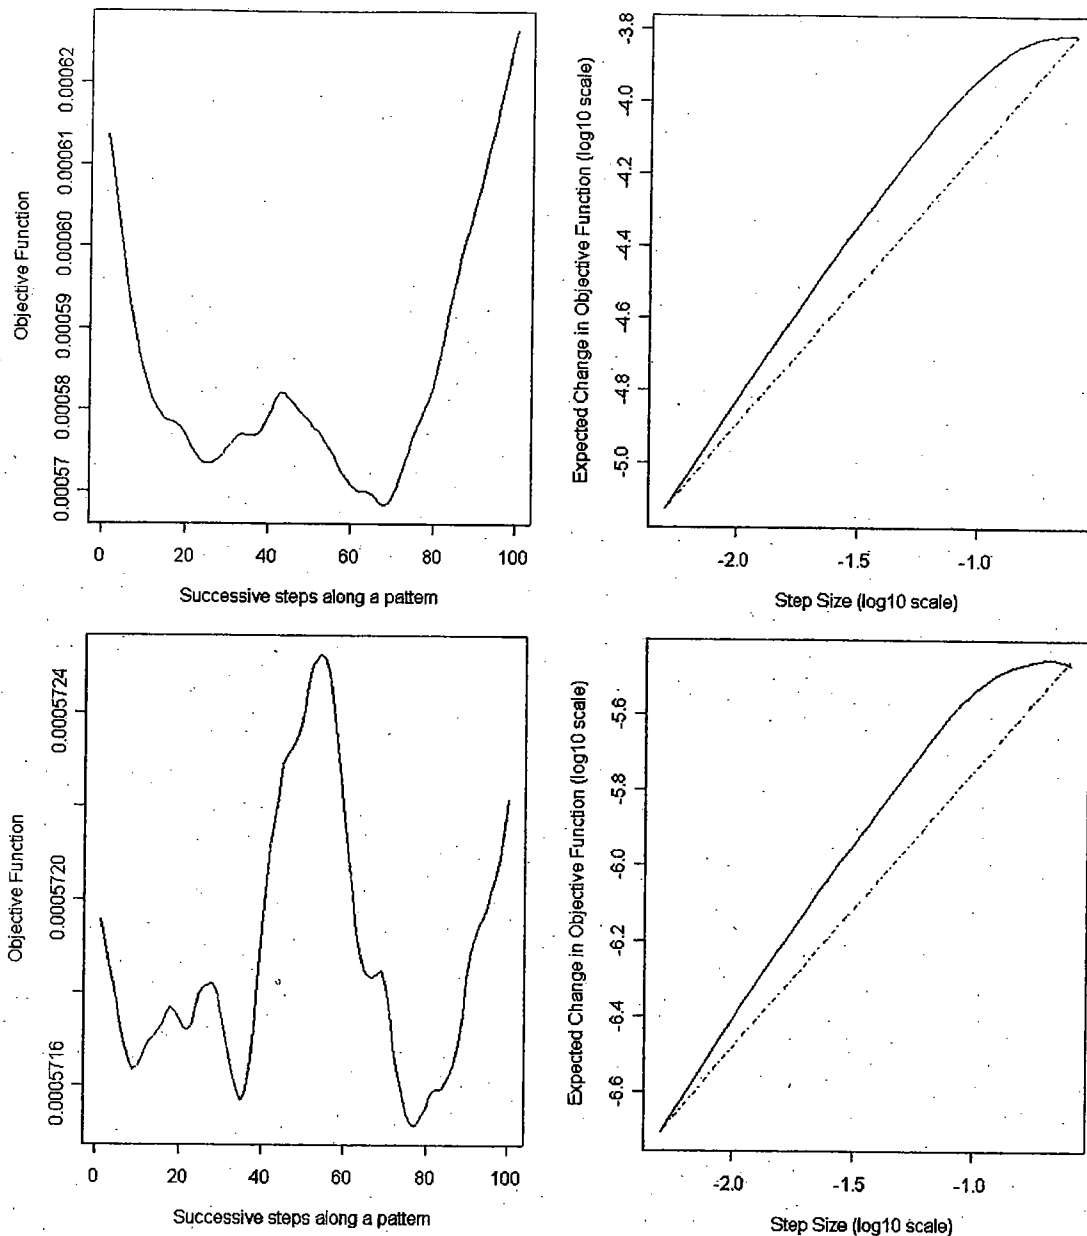 Objective Function
0.00062
0.00061
0.00060
0.00059
0.00058
0.00057
0 20 40 60 80 100
Successive steps along a pattern
Expected Change in Objective Function (log10 scale)
-3.8
-4.0
-4.2
-4.4
-4.6
-4.8
-5.0
-2.0 -1.5 -1.0
Step Size (log10 scale)
Objective Function
0.0005724
0.0005720
0.0005716
0 20 40 60 80 100
Successive steps along a pattern
Expected Change in Objective Function (log10 scale)
-5.6
-5.8
-6.0
-6.2
-6.4
-6.6
-2.0 -1.5 -1.0
Step Size (log10 scale)